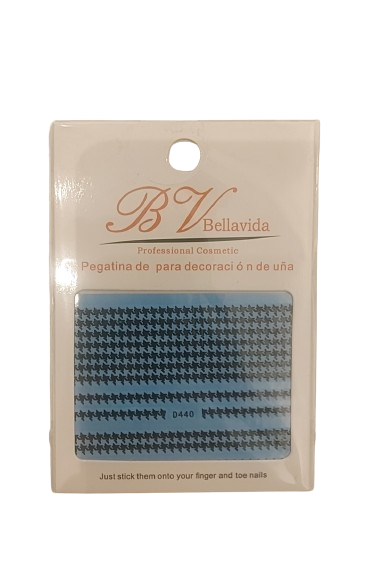 BV Bellavida
Professional Cosmetic
Pegatina de para decoración de uña
D440
Just stick them onto your finger and toe nails